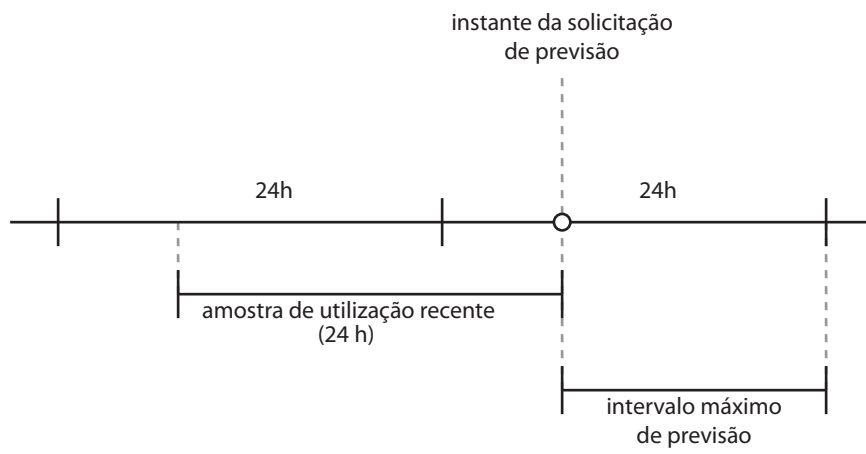 instante da solicitação
de previsão
24h
24h
amostra de utilização recente
(24 h)
intervalo máximo
de previsão